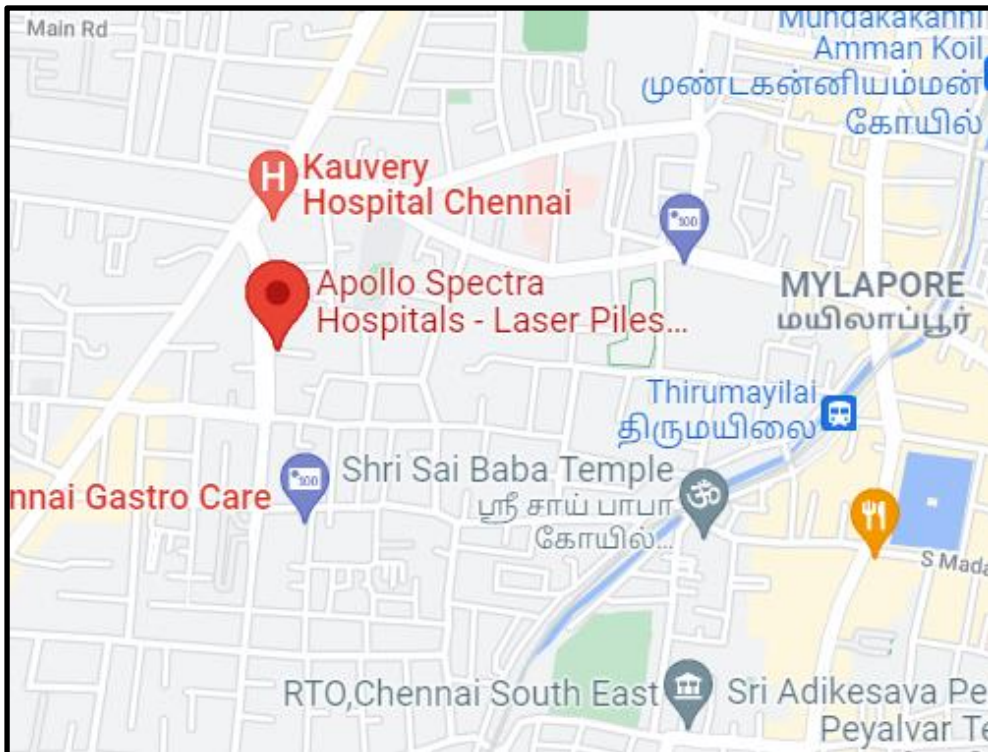 Main Rd
Mundakakanni
Amman Koil
முண்டகன்னியம்மன்
கோயில்
Kauvery
Hospital Chennai
Apollo Spectra
Hospitals - Laser Piles...
MYLAPORE
மயிலாப்பூர்
Thirumayilai
திருமயிலை
Shri Sai Baba Temple
ஸ்ரீ சாய் பாபா
கோயில்...
nnai Gastro Care
S Mada
RTO,Chennai South East
Sri Adikesava Pe
Peyalvar Te